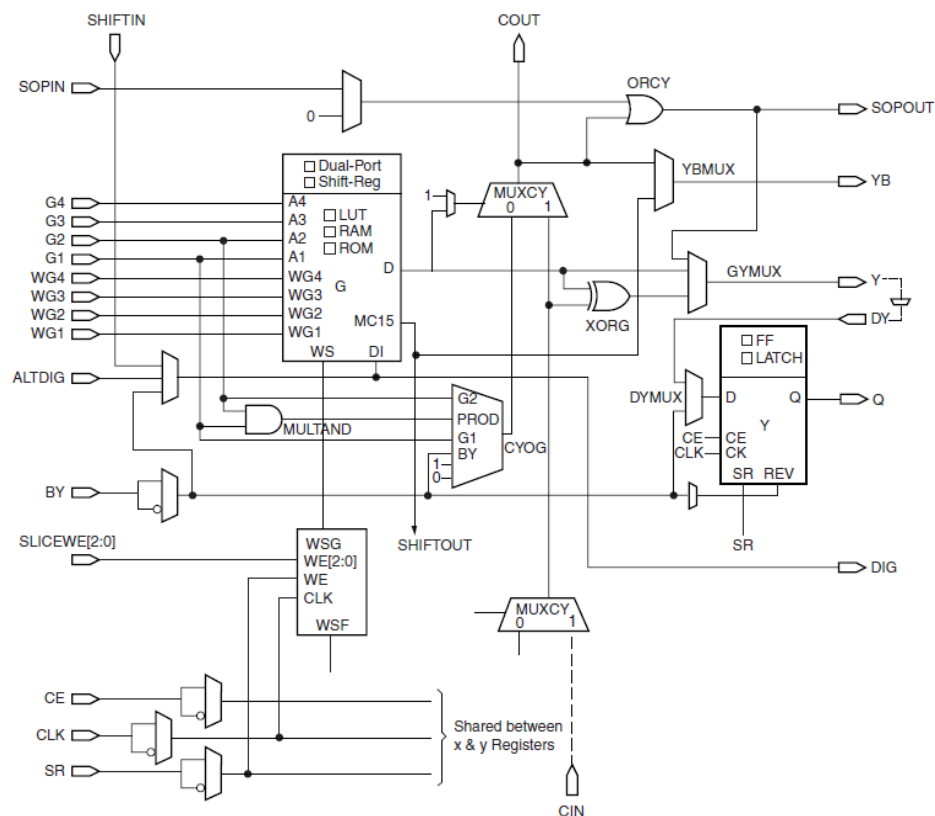 SHIFTIN
COUT
SOPIN
0
ORCY
SOPOUT
Dual-Port
Shift-Reg
YBMUX
YB
1
MUXCY
0 1
G4
G3
G2
G1
WG4
WG3
WG2
WG1
A4
A3
A2
A1
WG4
WG3
WG2
WG1
LUT
RAM
ROM
G
D
MC15
WS
DI
GYMUX
Y
XORG
DY
FF
LATCH
ALTDIG
DYMUX
D
Q
Q
Y
CE
CLK
CE
CK
SR REV
SR
MULTAND
G2
PROD
G1
BY
1
0
CYOG
BY
SHIFTOUT
SLICEWE[2:0]
WSG
WE[2:0]
WE
CLK
WSF
DIG
MUXCY
0 1
CE
CLK
SR
Shared between
x & y Registers
CIN